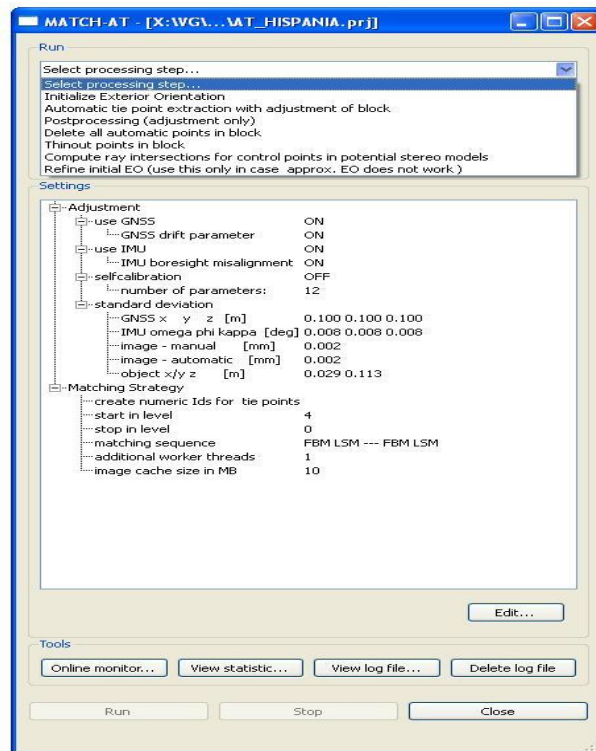 MATCH-AT - [X:\VG\...\AT_HISPANIA.prj]
Run
Select processing step...
Select processing step...
Initialize Exterior Orientation
Automatic tie point extraction with adjustment of block
Postprocessing (adjustment only)
Delete all automatic points in block
Thinout points in block
Compute ray intersections for control points in potential stereo models
Refine initial EO (use this only in case approx. EO does not work )
Settings
Adjustment
use GNSS ON
GNSS drift parameter ON
use IMU ON
IMU boresight misalignment ON
selfcalibration OFF
number of parameters: 12
standard deviation
GNSS x y z [m] 0.100 0.100 0.100
IMU omega phi kappa [deg] 0.008 0.008 0.008
image - manual [mm] 0.002
image - automatic [mm] 0.002
object x/y z [m] 0.029 0.113
Matching Strategy
create numeric Ids for tie points
start in level 4
stop in level 0
matching sequence FBM LSM --- FBM LSM
additional worker threads 1
image cache size in MB 10
Edit...
Tools
Online monitor... View statistic... View log file... Delete log file
Run Stop Close